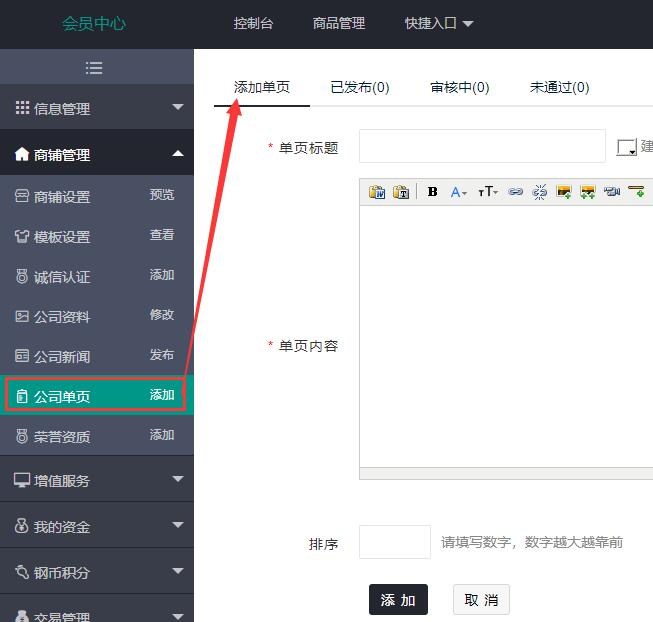 会员中心 控制台 商品管理 快捷入口
信息管理
商铺管理
商铺设置 预览
模板设置 查看
诚信认证 添加
公司资料 修改
公司新闻 发布
公司单页 添加
荣誉资质 添加
增值服务
我的资金
钢币积分
交易管理
添加单页 已发布(0) 审核中(0) 未通过(0)
* 单页标题 建
B A TT
* 单页内容
排序 请填写数字，数字越大越靠前
添 加 取 消